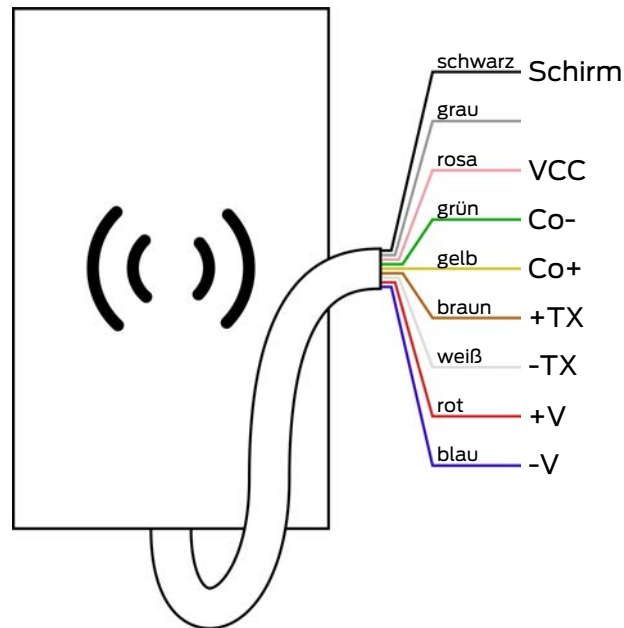 schwarz Schirm
grau
rosa VCC
grün Co-
gelb Co+
braun +TX
weiß -TX
rot +V
blau -V